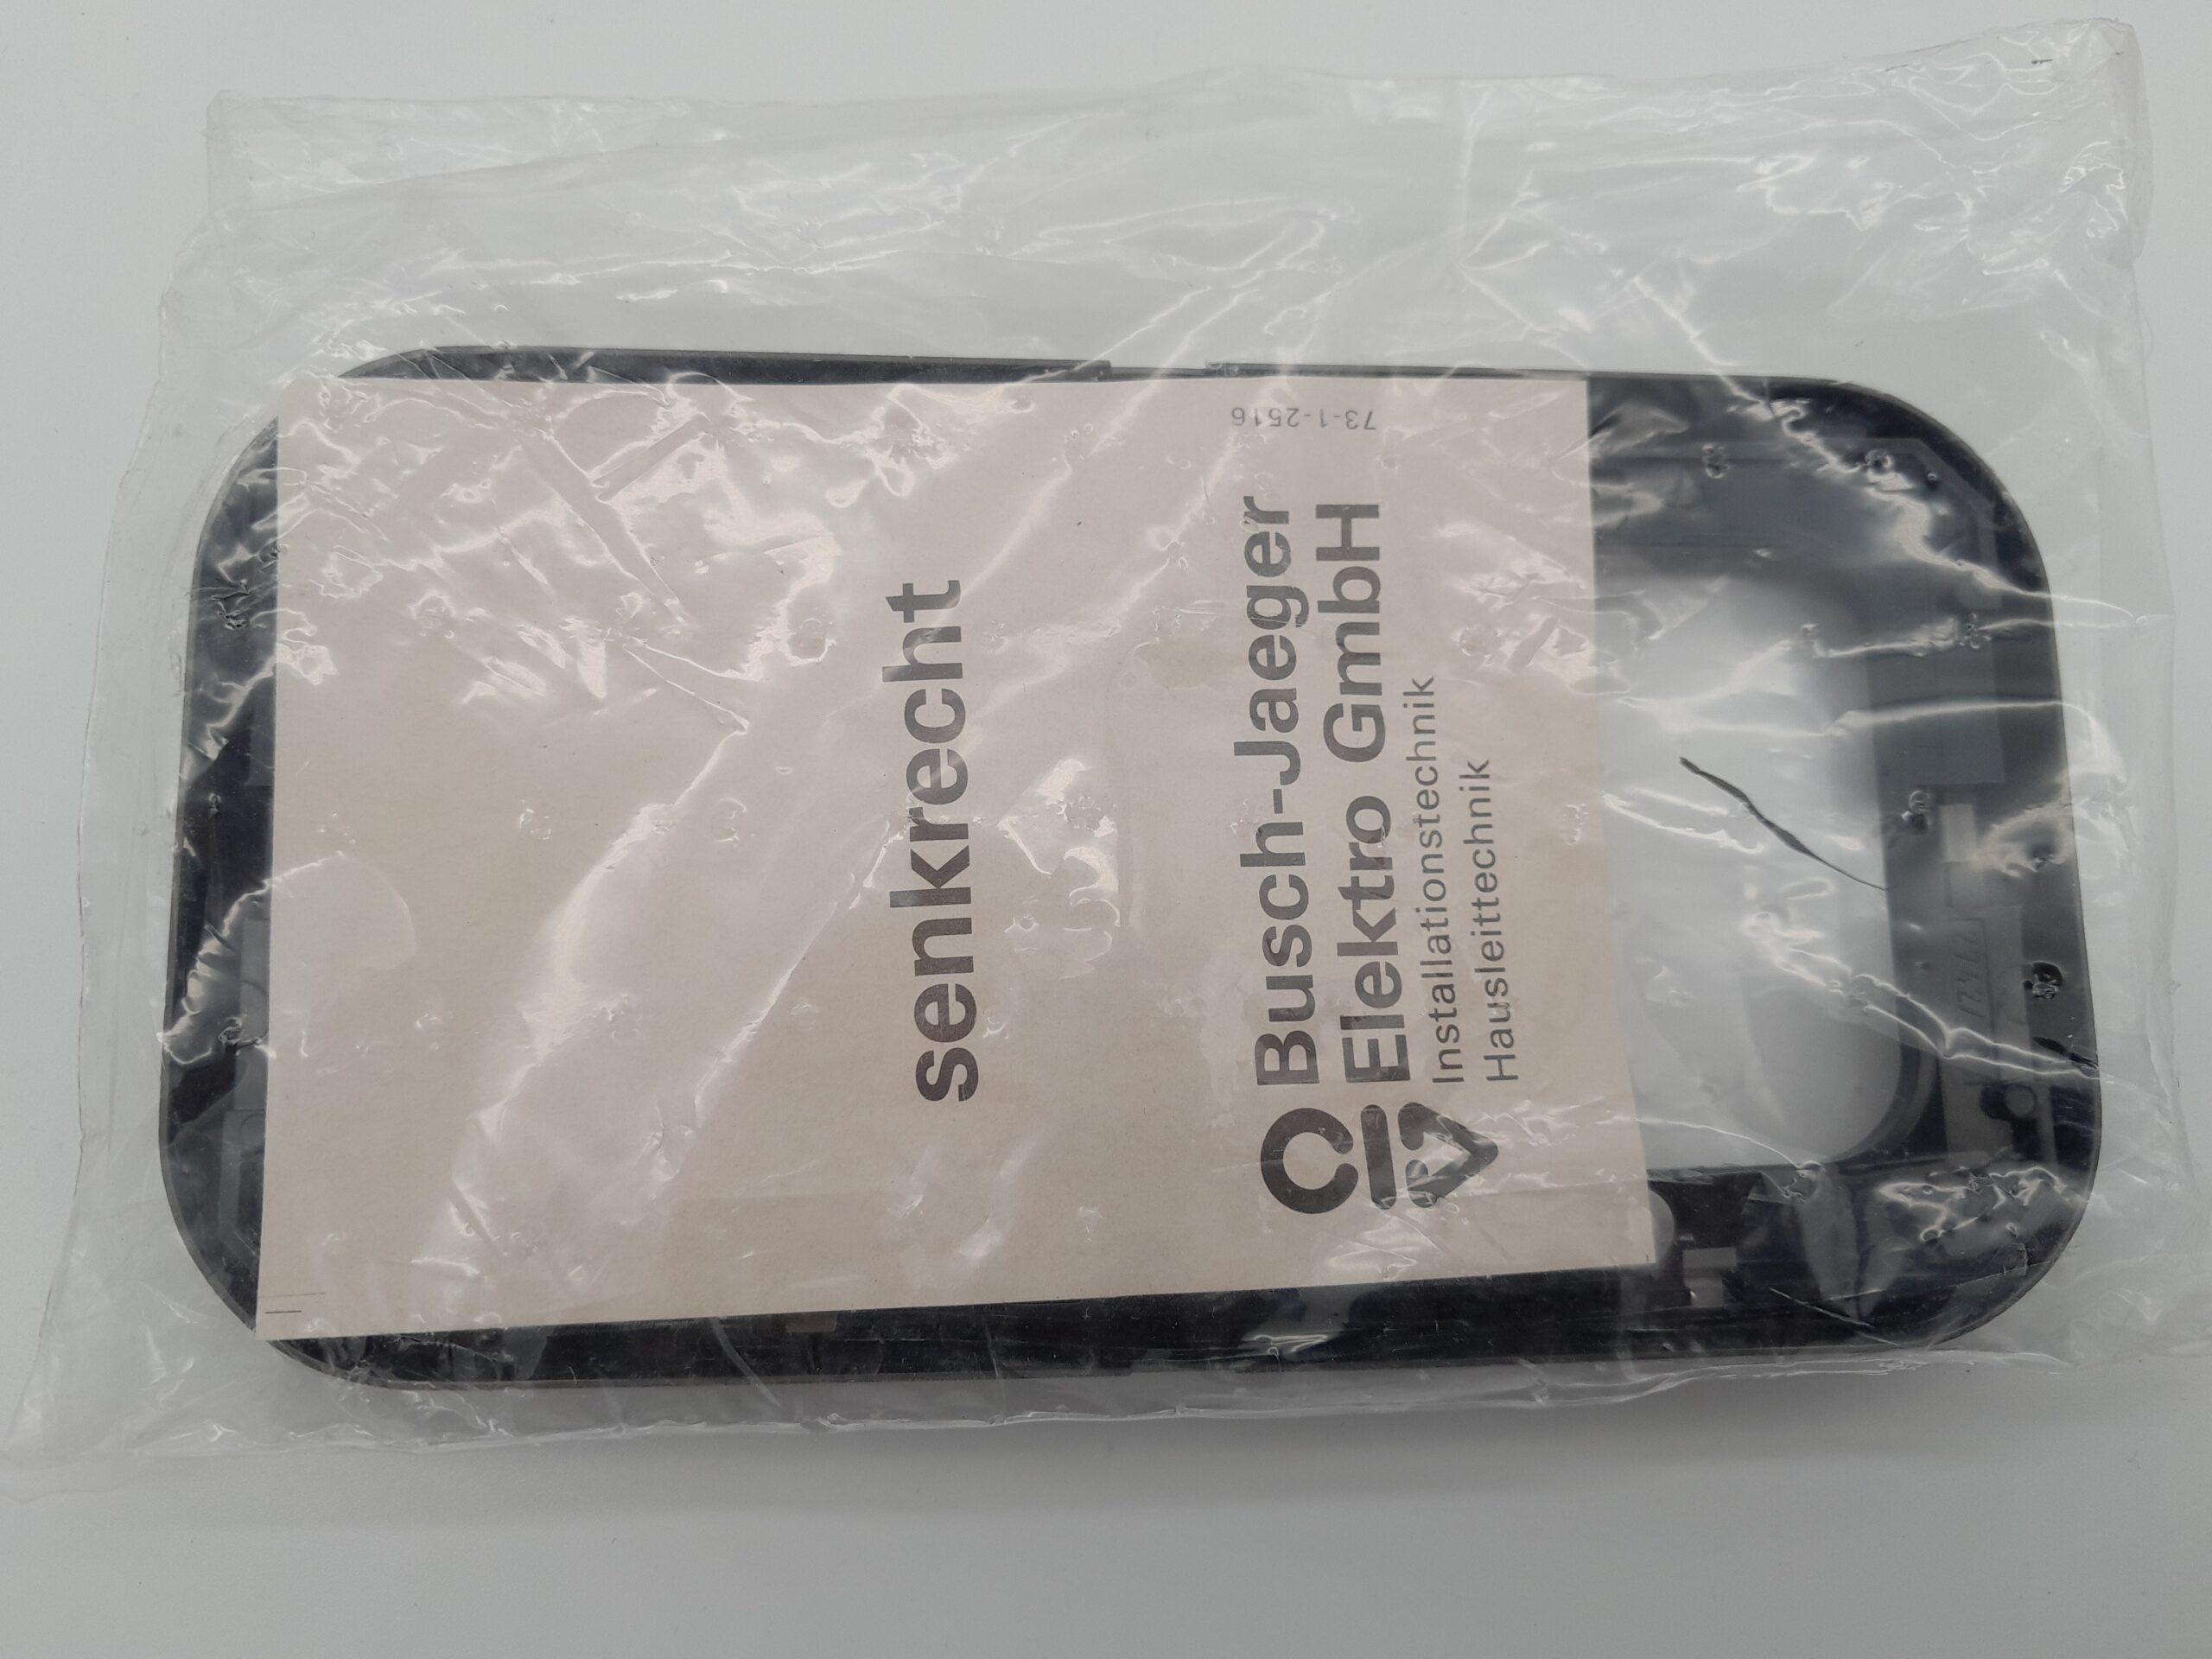 senkrecht
Busch-Jaeger
Elektro GmbH
Installationstechnik
Hausleittechnik
73-1-2516